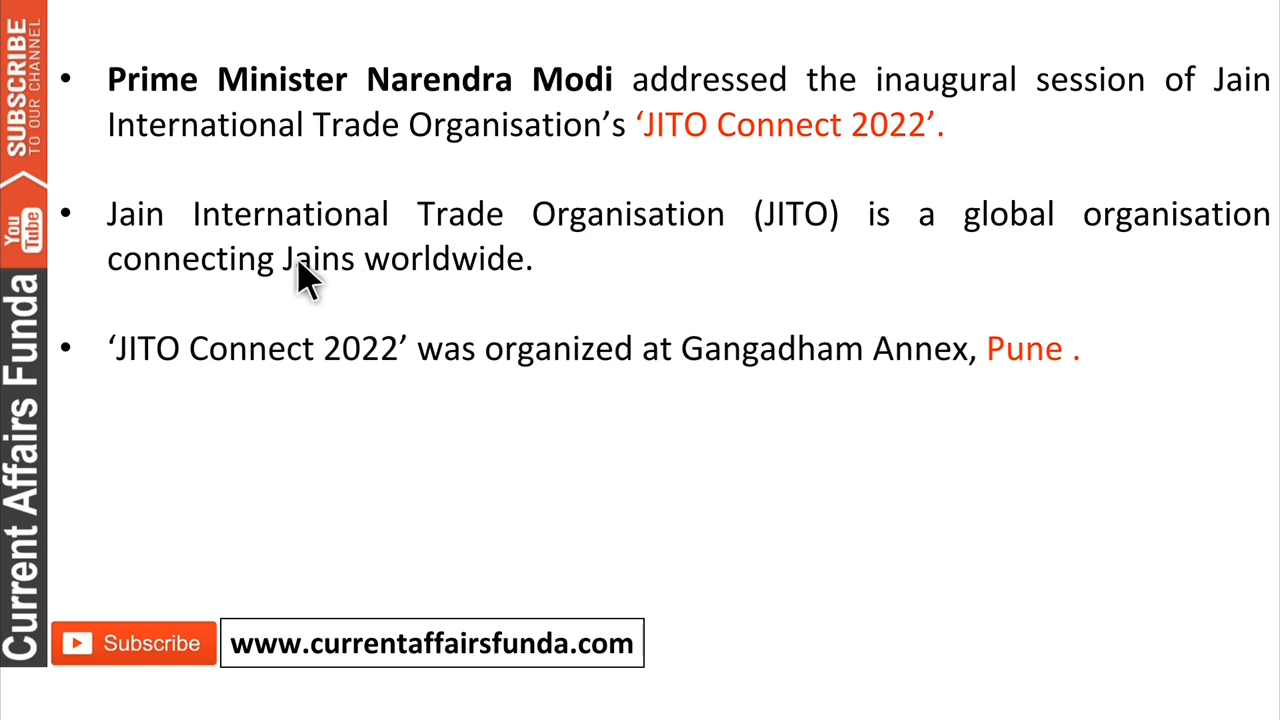 • Prime Minister Narendra Modi addressed the inaugural session of Jain
International Trade Organisation’s ‘JITO Connect 2022’.
• Jain International Trade Organisation (JITO) is a global organisation
connecting Jains worldwide.
• ‘JITO Connect 2022’ was organized at Gangadham Annex, Pune .
SUBSCRIBE
TO OUR CHANNEL
You
Tube
Current Affairs Funda
Subscribe
www.currentaffairsfunda.com